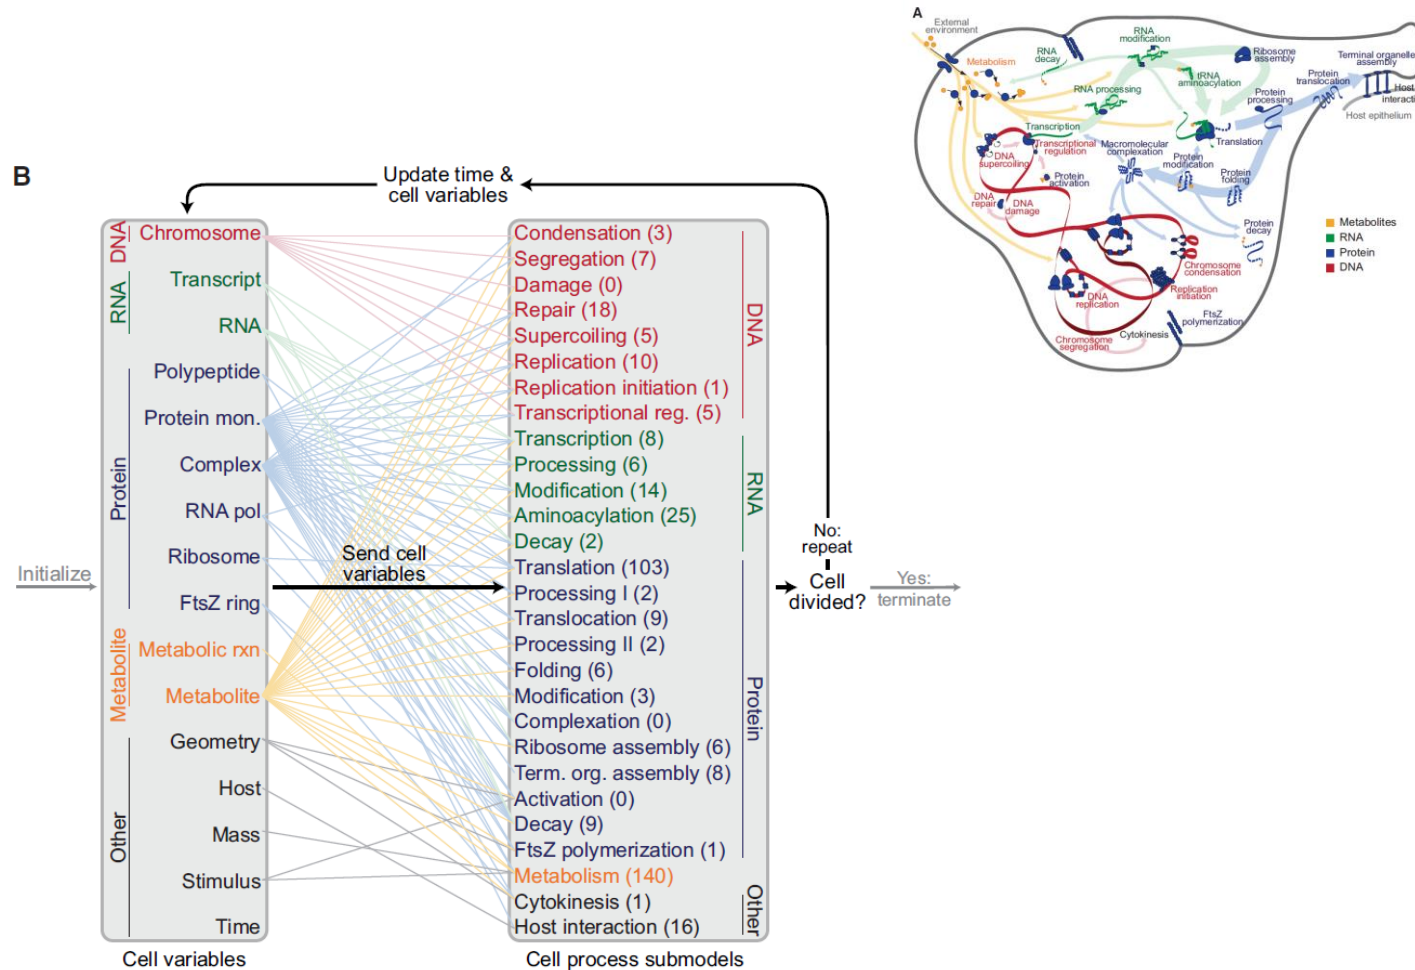 A
External
environment
Metabolism
RNA
decay
RNA
modification
Ribosome
assembly
Terminal organelle
assembly
Protein
translocation
Host
interacti
Host epithelium
tRNA
aminoacylation
RNA processing
Protein
processing
Transcription
Translation
DNA
supercoiling
Transcriptional
regulation
Macromolecular
complexation
Protein
modification
Protein
folding
Protein
activation
DNA
repair
DNA
damage
Protein
decay
Chromosome
condensation
Replication
initiation
DNA
replication
FtsZ
polymerization
Cytokinesis
Chromosome
segregation
Metabolites
RNA
Protein
DNA
B
Update time &
cell variables
Initialize
DNA
Chromosome
RNA
Transcript
RNA
Protein
Polypeptide
Protein mon.
Complex
RNA pol
Ribosome
FtsZ ring
Metabolite
Metabolic rxn
Metabolite
Other
Geometry
Host
Mass
Stimulus
Time
Cell variables
Send cell
variables
Condensation (3)
Segregation (7)
Damage (0)
Repair (18)
Supercoiling (5)
Replication (10)
Replication initiation (1)
Transcriptional reg. (5)
DNA
Transcription (8)
Processing (6)
Modification (14)
Aminoacylation (25)
Decay (2)
RNA
Translation (103)
Processing I (2)
Translocation (9)
Processing II (2)
Folding (6)
Modification (3)
Complexation (0)
Ribosome assembly (6)
Term. org. assembly (8)
Activation (0)
Decay (9)
FtsZ polymerization (1)
Protein
Metabolism (140)
Cytokinesis (1)
Host interaction (16)
Other
Cell process submodels
No:
repeat
Cell
divided?
Yes:
terminate